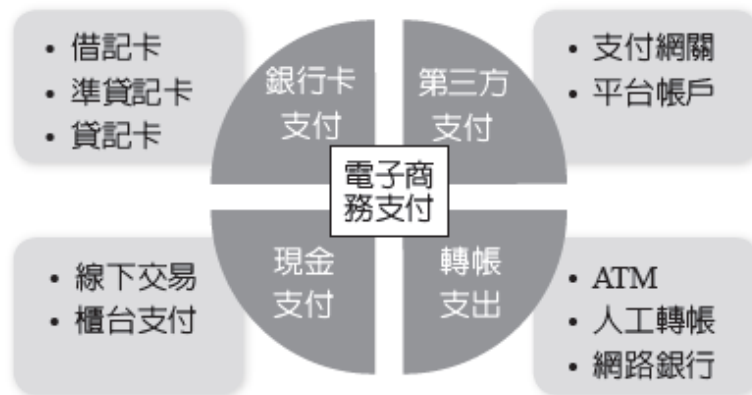 • 借記卡
• 準貸記卡
• 貸記卡
銀行卡
支付
第三方
支付
• 支付網關
• 平台帳戶
電子商
務支付
• 線下交易
• 櫃台支付
現金
支付
轉帳
支出
• ATM
• 人工轉帳
• 網路銀行